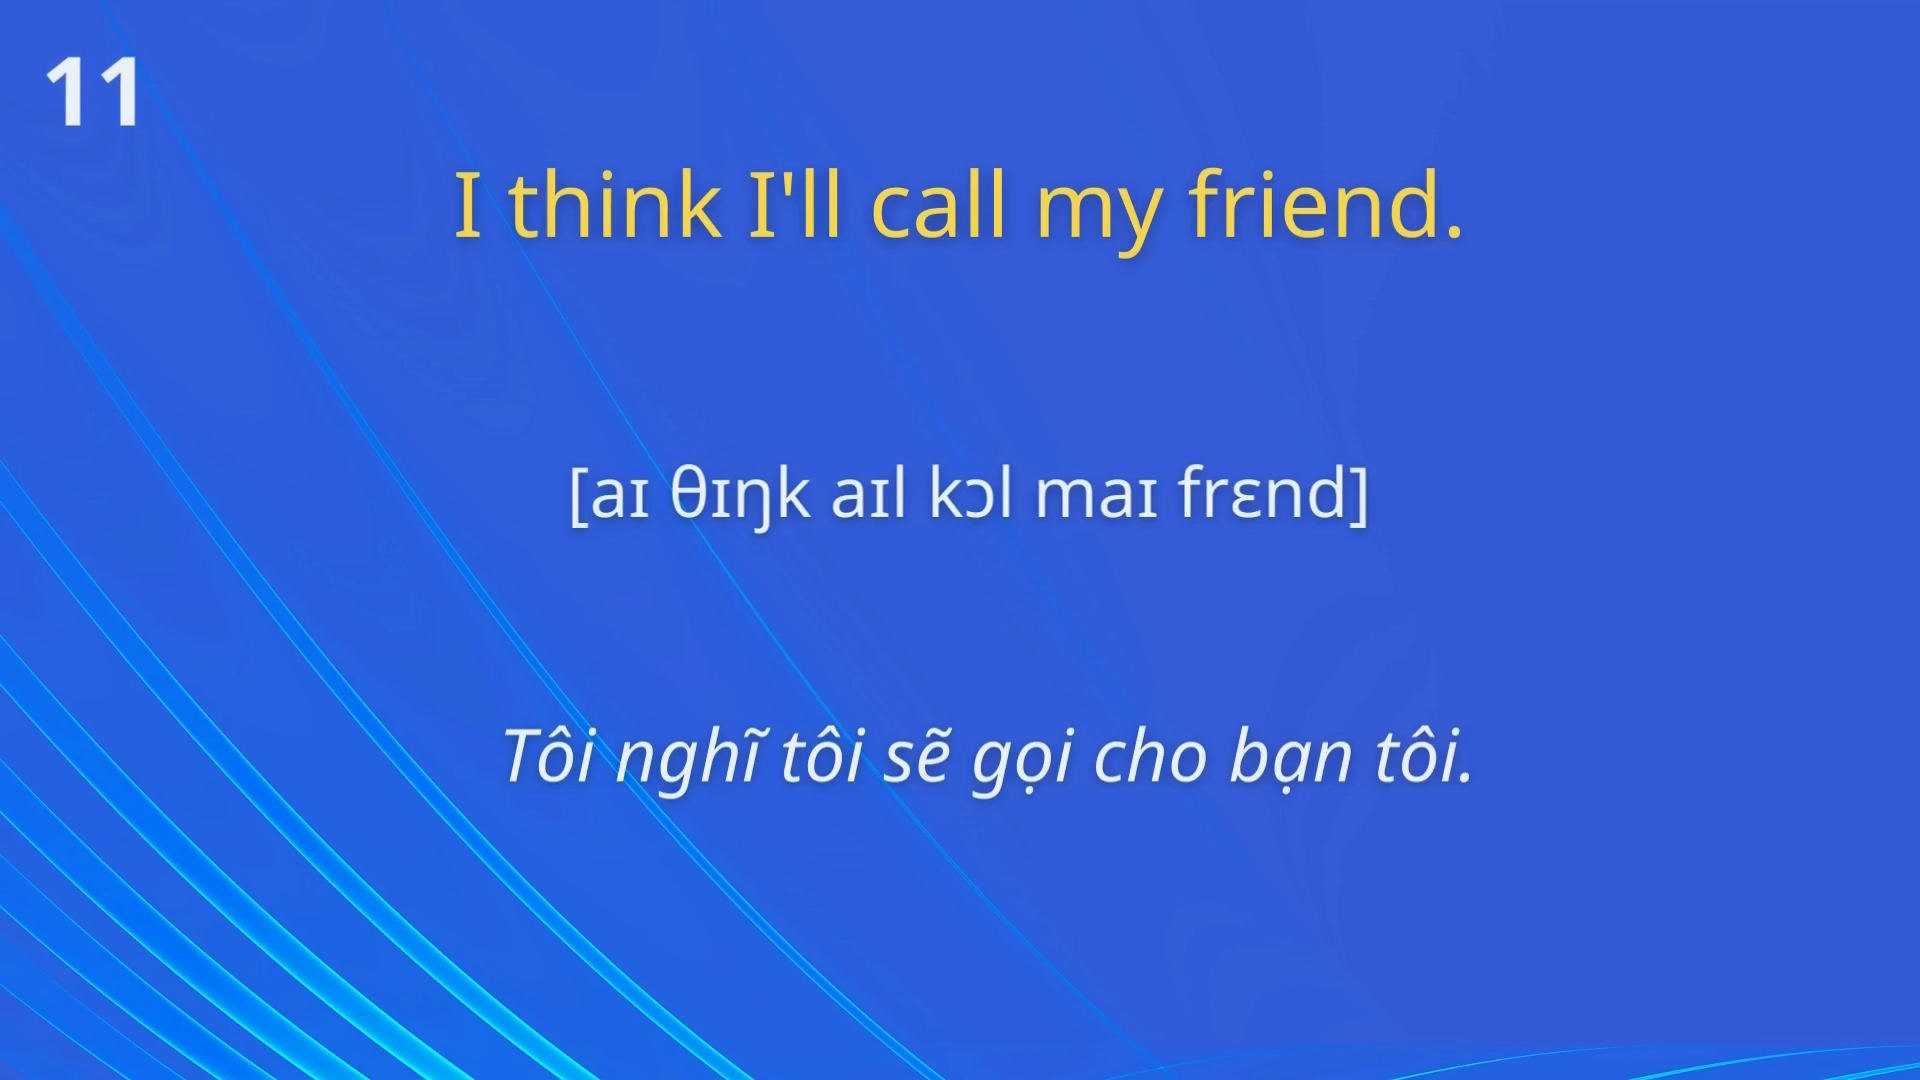 11
I think I'll call my friend.
[aɪ θɪŋk aɪl kɔl maɪ frɛnd]
Tôi nghĩ tôi sẽ gọi cho bạn tôi.